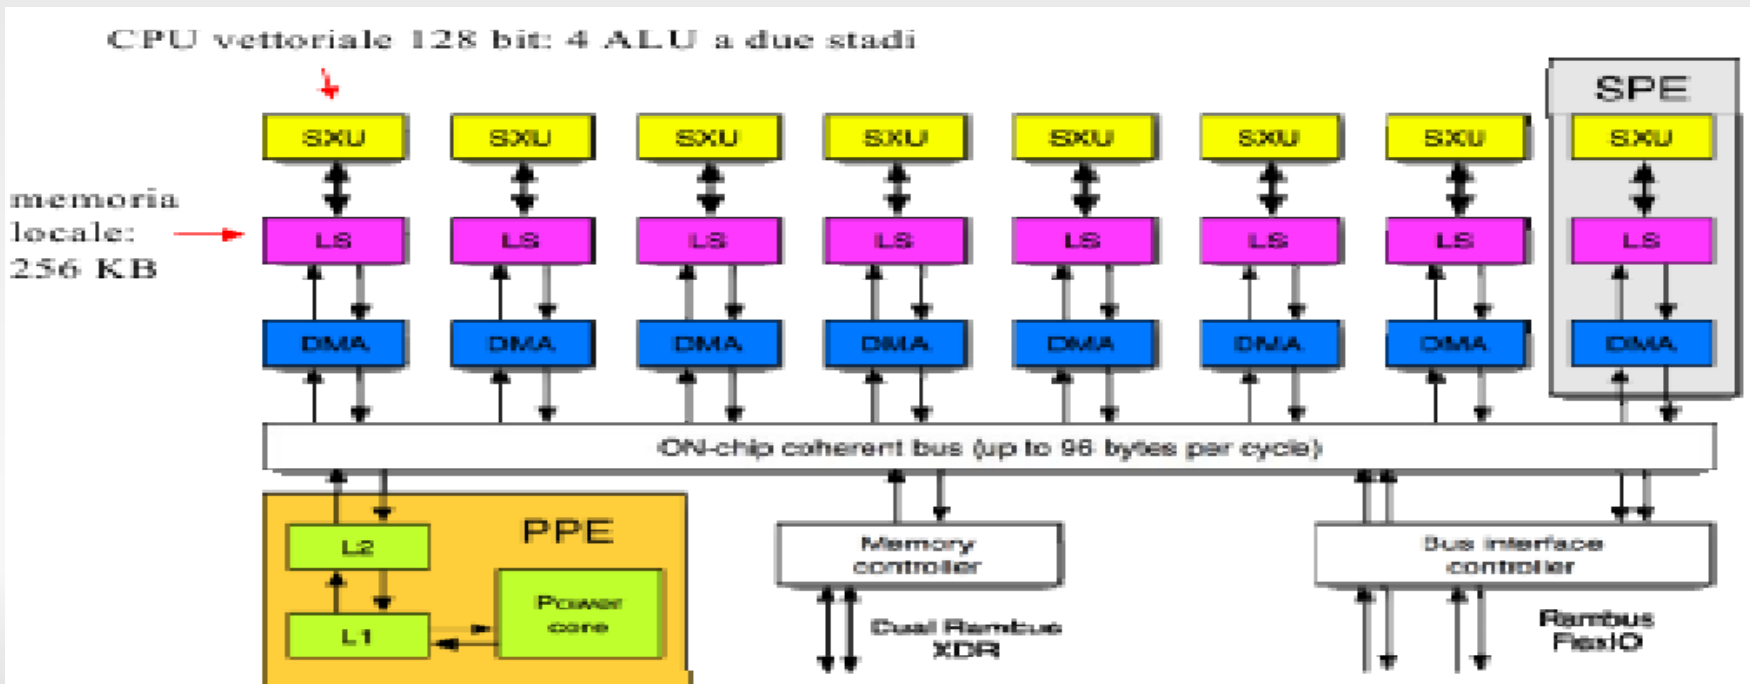 CPU vettoriale 128 bit: 4 ALU a due stadi
SPE
SXU SXU SXU SXU SXU SXU SXU SXU
memoria
locale:
256 KB
LS LS LS LS LS LS LS LS
DMA DMA DMA DMA DMA DMA DMA DMA
ON-chip coherent bus (up to 96 bytes per cycle)
PPE
L2
L1
Power
core
Memory
controller
Dual Rambus
XDR
Bus interface
controller
Rambus
FlexIO